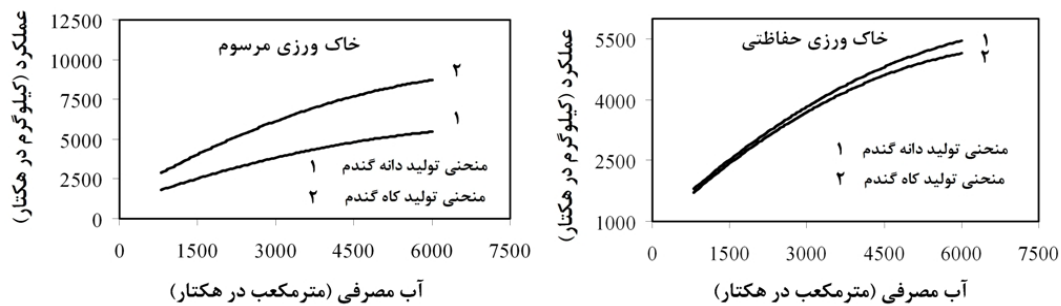 خاک ورزی مرسوم
عملکرد (کیلوگرم در هکتار)
12500
10000
7500
5000
2500
0
۲
۱
۱ منحنی تولید دانه گندم
۲ منحنی تولید کاه گندم
0 1500 3000 4500 6000 7500
آب مصرفی (مترمکعب در هکتار)
خاک ورزی حفاظتی
عملکرد (کیلوگرم در هکتار)
5500
4000
2500
1000
۱
۲
۱ منحنی تولید دانه گندم
۲ منحنی تولید کاه گندم
0 1500 3000 4500 6000 7500
آب مصرفی (مترمکعب در هکتار)